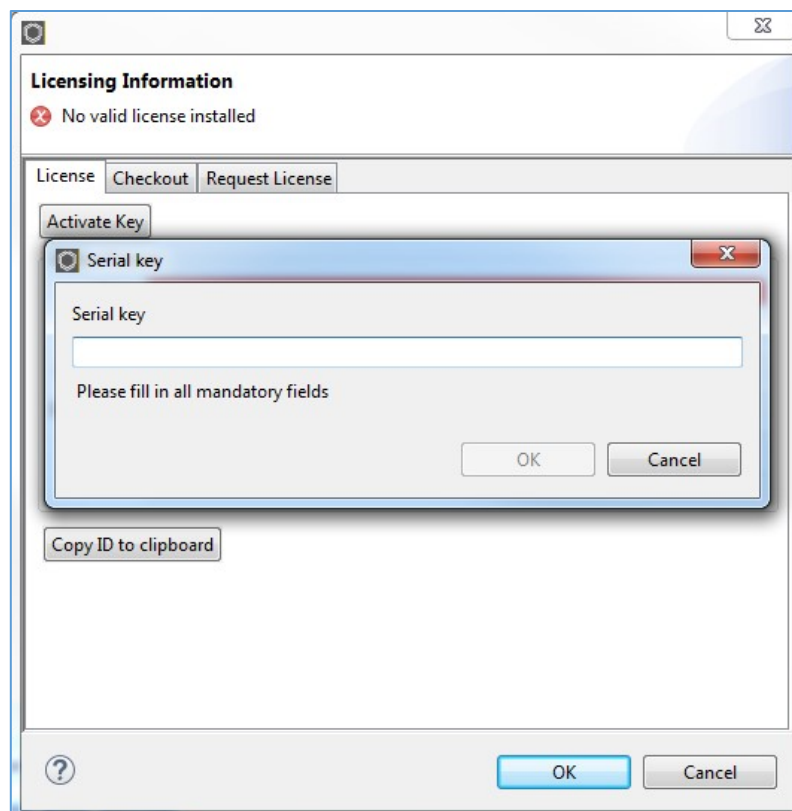 Licensing Information
No valid license installed
License Checkout Request License
Activate Key
Serial key
Serial key
Please fill in all mandatory fields
OK Cancel
Copy ID to clipboard
? OK Cancel